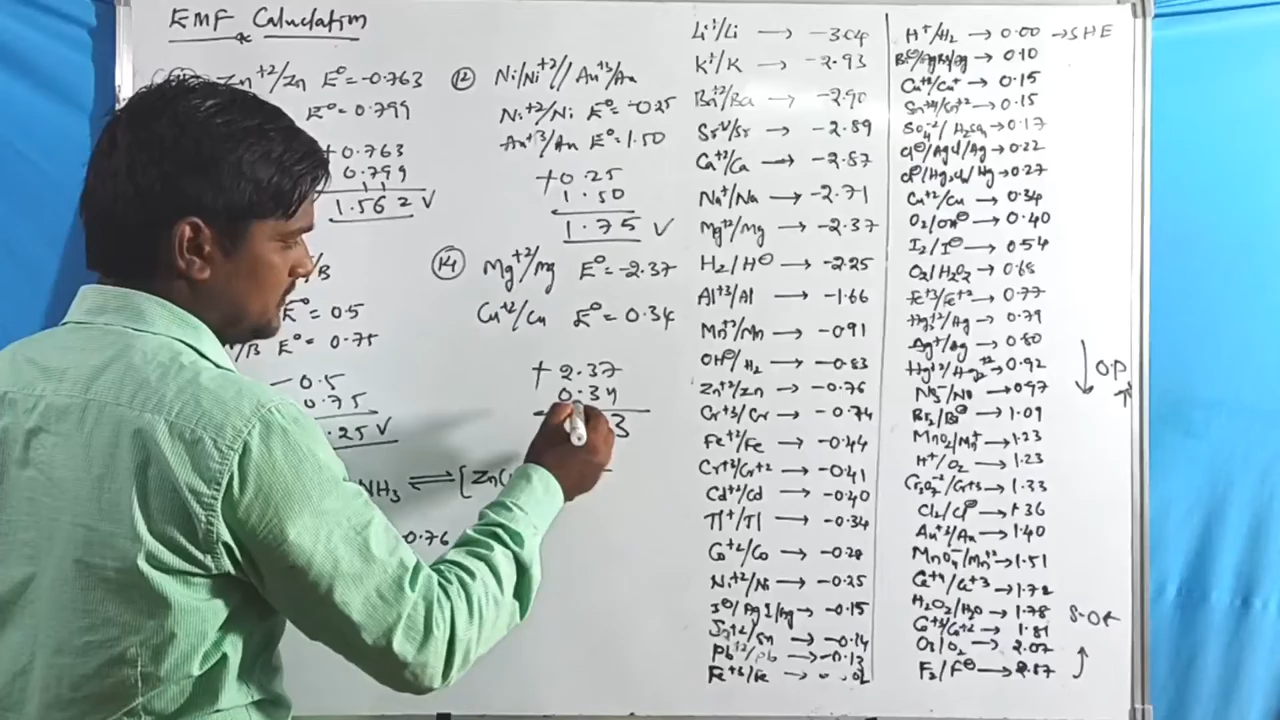 EMF Caluclation
Zn⁺²/Zn E⁰ = -0.763
E⁰ = 0.799
+0.763
0.799
1.562 V
/B
E⁰ = 0.5
/B E⁰ = 0.75
-0.5
0.75
.25 V
NH₃ ⇌ [Zn(
0.76
(12) Ni/Ni⁺²// Au⁺³/Au
Ni⁺²/Ni E⁰ = -0.25
Au⁺³/Au E⁰ = 1.50
+0.25
1.50
1.75 V
(14) Mg⁺²/mg E⁰ = -2.37
Cu⁺²/Cu E⁰ = 0.34
+2.37
0.34
Li⁺/Li → -3.04
K⁺/K → -2.93
Ba⁺²/Ba → -2.90
Sr⁺²/Sr → -2.89
Ca⁺²/Ca → -2.87
Na⁺/Na → -2.71
Mg⁺²/Mg → -2.37
H₂/H⊖ → -2.25
Al⁺³/Al → -1.66
Mn⁺²/Mn → -0.91
OH⊖/H₂ → -0.83
Zn⁺²/Zn → -0.76
Cr⁺³/Cr → -0.74
Fe⁺²/Fe → -0.44
Cr⁺³/Cr⁺² → -0.41
Cd⁺²/Cd → -0.40
Tl⁺/Tl → -0.34
Co⁺²/Co → -0.28
Ni⁺²/Ni → -0.25
I⊖/AgI/Ag → -0.15
Sn⁺²/Sn → -0.14
Pb⁺²/Pb → -0.13
Fe⁺³/Fe →
H⁺/H₂ → 0.00 → SHE
Br⊖/AgBr/Ag → 0.10
Cu⁺²/Cu⁺ → 0.15
Sn⁺⁴/Sn⁺² → 0.15
SO₄⁻²/H₂SO₃ → 0.17
Cl⊖/AgCl/Ag → 0.22
Cl⊖/Hg₂Cl₂/Hg → 0.27
Cu⁺²/Cu → 0.34
O₂/OH⊖ → 0.40
I₂/I⊖ → 0.54
O₂/H₂O₂ → 0.68
Fe⁺³/Fe⁺² → 0.77
Hg₂⁺²/Hg → 0.79
Ag⁺/Ag → 0.80
Hg⁺²/Hg₂⁺² → 0.92
NO₃⁻/NO → 0.97
Br₂/Br⊖ → 1.09
MnO₂/Mn⁺² → 1.23
H⁺/O₂ → 1.23
Cr₂O₇⁻²/Cr⁺³ → 1.33
Cl₂/Cl⊖ → 1.36
Au⁺³/Au → 1.40
MnO₄⁻/Mn⁺² → 1.51
Ce⁺⁴/Ce⁺³ → 1.72
H₂O₂/H₂O → 1.78
Co⁺³/Co⁺² → 1.81
O₃/O₂ → 2.07
F₂/F⊖ → 2.87
↓ O.P ↑
S.O.A ↑